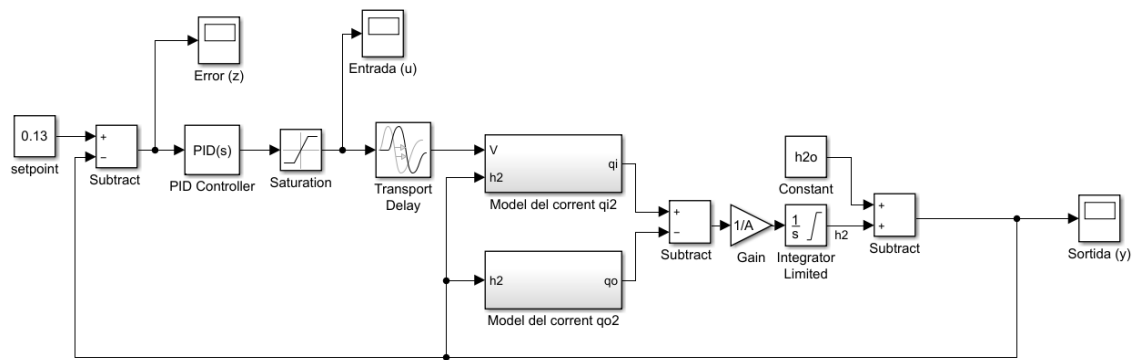 Error (z)
Entrada (u)
0.13
setpoint
+
−
Subtract
PID(s)
PID Controller
Saturation
Transport
Delay
V
h2
qi
Model del corrent qi2
h2
qo
Model del corrent qo2
+
−
Subtract
1/A
Gain
1
s
Integrator
Limited
h2
h2o
Constant
+
+
Subtract
Sortida (y)